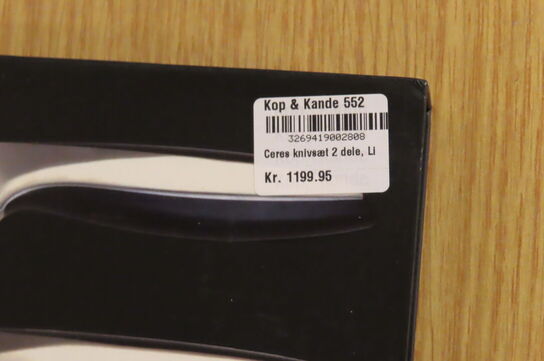 Kop & Kande 552
3269419002808
Ceres knivsæt 2 dele, Li
Kr. 1199.95